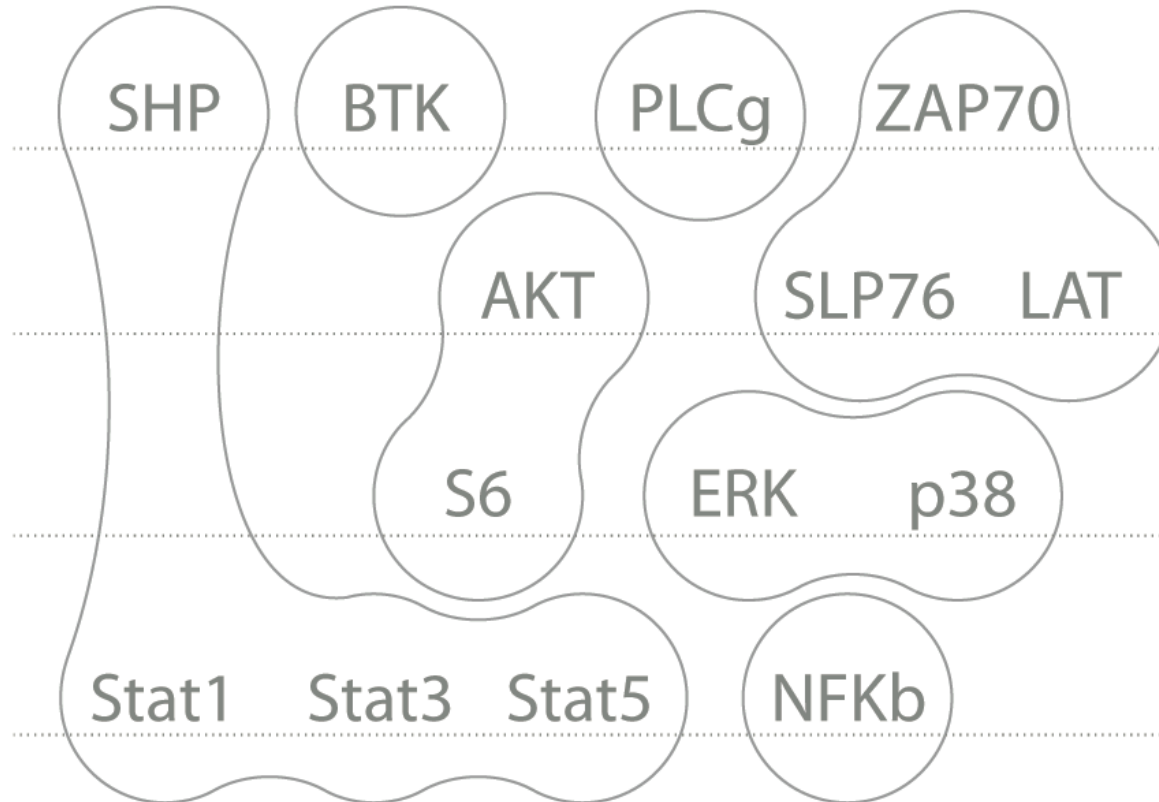 SHP BTK PLCg ZAP70
AKT SLP76 LAT
S6 ERK p38
Stat1 Stat3 Stat5 NFKb